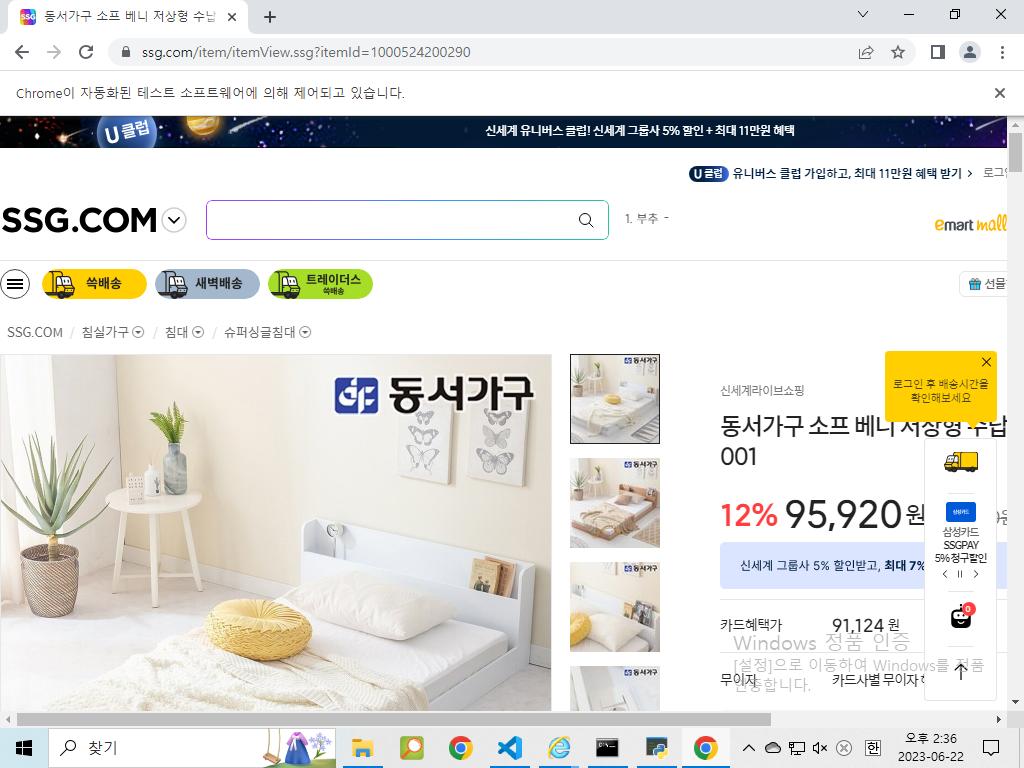 동서가구 소프 베니 저상형 수납
ssg.com/item/itemView.ssg?itemId=1000524200290
Chrome이 자동화된 테스트 소프트웨어에 의해 제어되고 있습니다.
U 클럽
신세계 유니버스 클럽! 신세계 그룹사 5% 할인 + 최대 11만원 혜택
U 클럽 유니버스 클럽 가입하고, 최대 11만원 혜택 받기 >
SSG.COM
1. 부추 -
emart mall
쓱배송
새벽배송
트레이더스
쓱배송
선물
SSG.COM / 침실가구 / 침대 / 슈퍼싱글침대
동서가구
신세계라이브쇼핑
로그인 후 배송시간을
확인해보세요
동서가구 소프 베니 저상형 수납
001
12% 95,920원
삼성카드
삼성카드
SSGPAY
5% 청구할인
신세계 그룹사 5% 할인받고, 최대 7%
카드혜택가 91,124 원
0
Windows 정품 인증
[설정]으로 이동하여 Windows를 정품
인증합니다.
무이자 카드사별 무이자
찾기
오후 2:36
한
2023-06-22